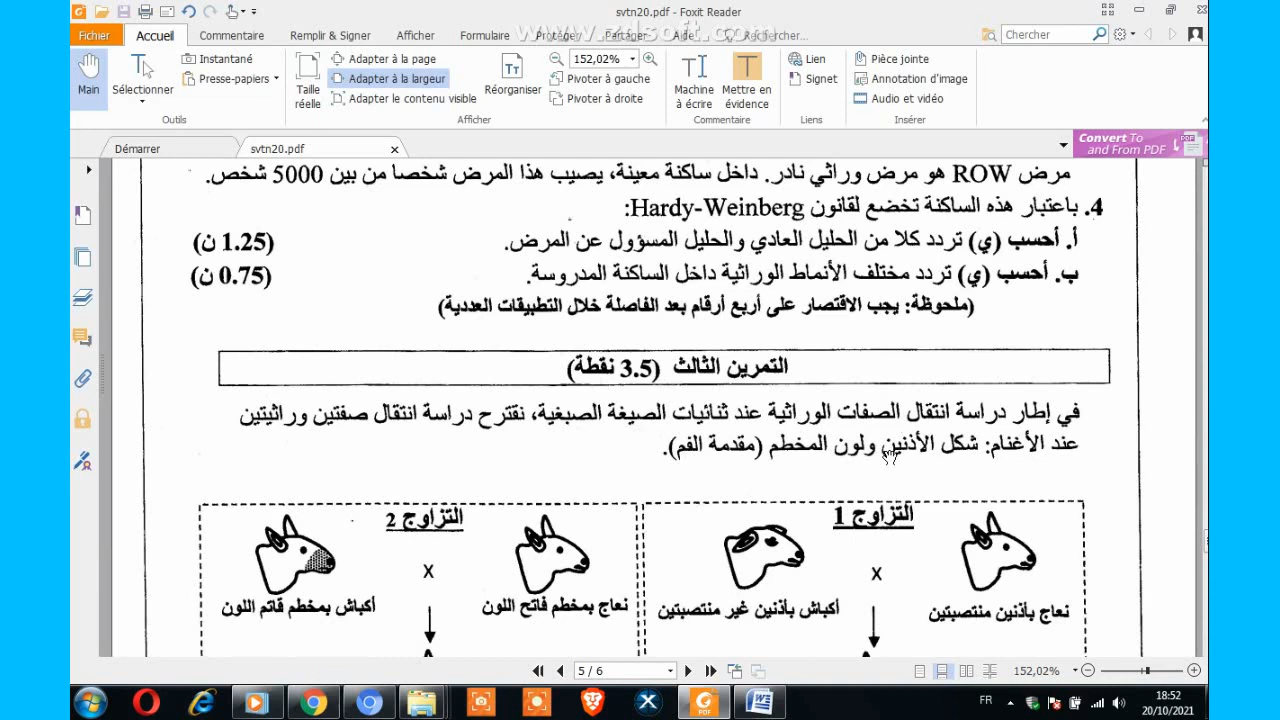 svtn20.pdf - Foxit Reader
www.zdsoft.com
Fichier Accueil Commentaire Remplir & Signer Afficher Formulaire Protéger Partager Aide Rechercher... Chercher
Main
Sélectionner
Instantané
Presse-papiers
Outils
Taille réelle
Adapter à la page
Adapter à la largeur
Adapter le contenu visible
Réorganiser
152,02%
Pivoter à gauche
Pivoter à droite
Afficher
Machine à écrire
Mettre en évidence
Commentaire
Lien
Signet
Liens
Pièce jointe
Annotation d'image
Audio et vidéo
Insérer
Démarrer svtn20.pdf
Convert To and From PDF
مرض ROW هو مرض وراثي نادر. داخل ساكنة معينة، يصيب هذا المرض شخصا من بين 5000 شخص.
4. باعتبار هذه الساكنة تخضع لقانون Hardy-Weinberg:
أ. أحسب (ي) تردد كلا من الحليل العادي والحليل المسؤول عن المرض. (1.25 ن)
ب. أحسب (ي) تردد مختلف الأنماط الوراثية داخل الساكنة المدروسة. (0.75 ن)
(ملحوظة: يجب الاقتصار على أربع أرقام بعد الفاصلة خلال التطبيقات العددية)
التمرين الثالث (3.5 نقطة)
في إطار دراسة انتقال الصفات الوراثية عند ثنائيات الصيغة الصبغية، نقترح دراسة انتقال صفتين وراثيتين
عند الأغنام: شكل الأذنين ولون المخطم (مقدمة الفم).
التزاوج 1
X
نعاج بأذنين منتصبتين
أكباش بأذنين غير منتصبتين
التزاوج 2
X
نعاج بمخطم فاتح اللون
أكباش بمخطم قاتم اللون
5 / 6
152,02%
FR
18:52
20/10/2021